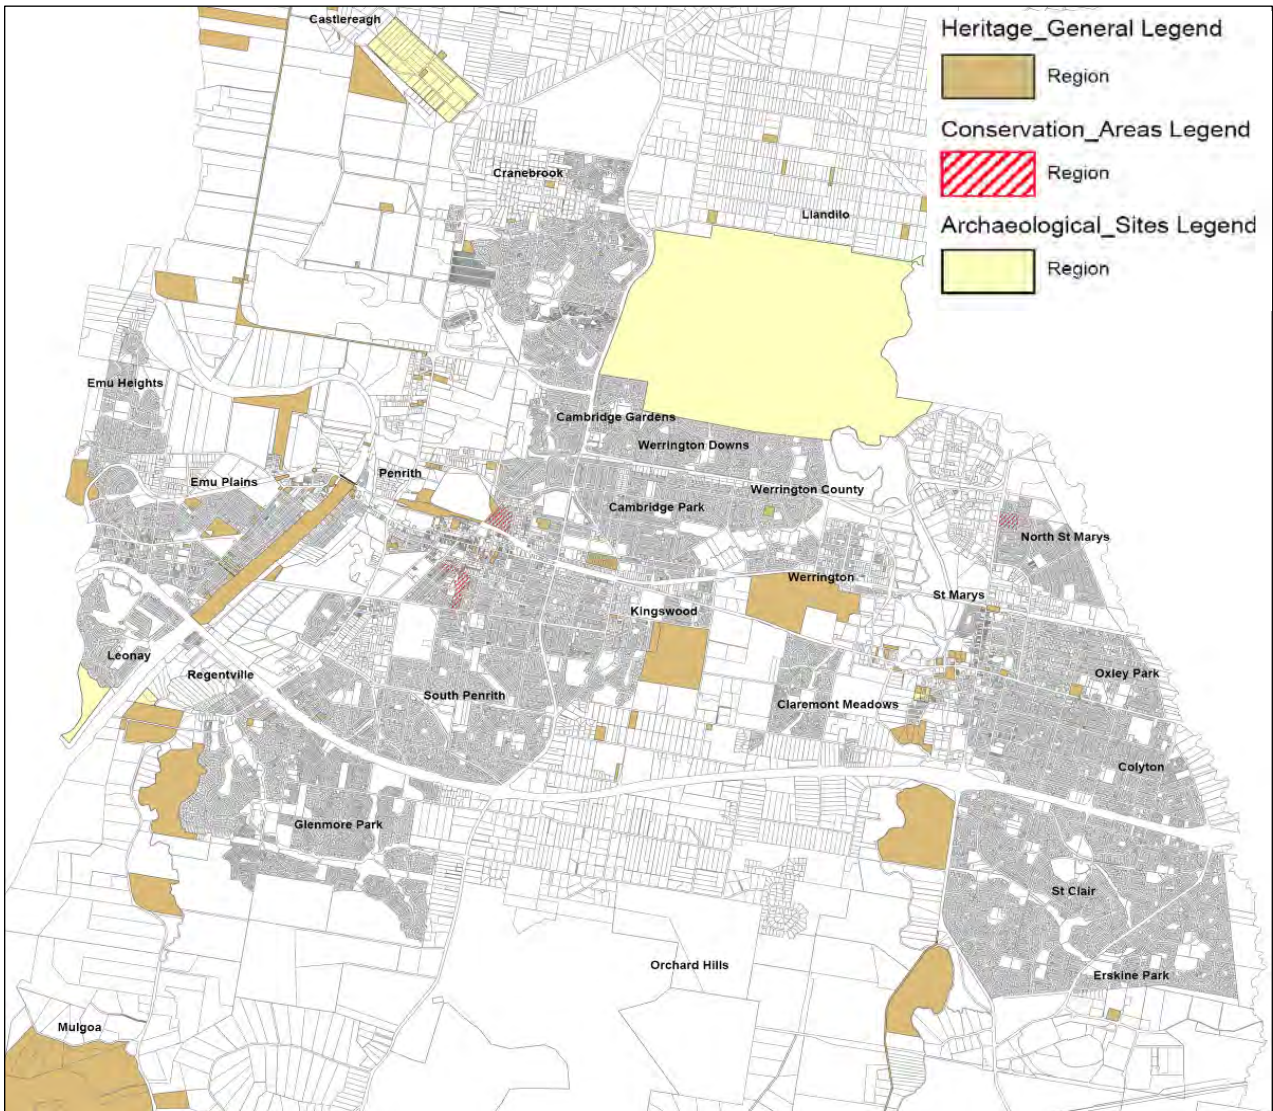 Castlereagh
Heritage_General Legend
Region
Conservation_Areas Legend
Region
Archaeological_Sites Legend
Region
Cranebrook
Llandilo
Emu Heights
Cambridge Gardens
Werrington Downs
Emu Plains
Penrith
Werrington County
Cambridge Park
North St Marys
Werrington
St Marys
Kingswood
Leonay
Regentville
South Penrith
Oxley Park
Claremont Meadows
Colyton
Glenmore Park
St Clair
Orchard Hills
Erskine Park
Mulgoa